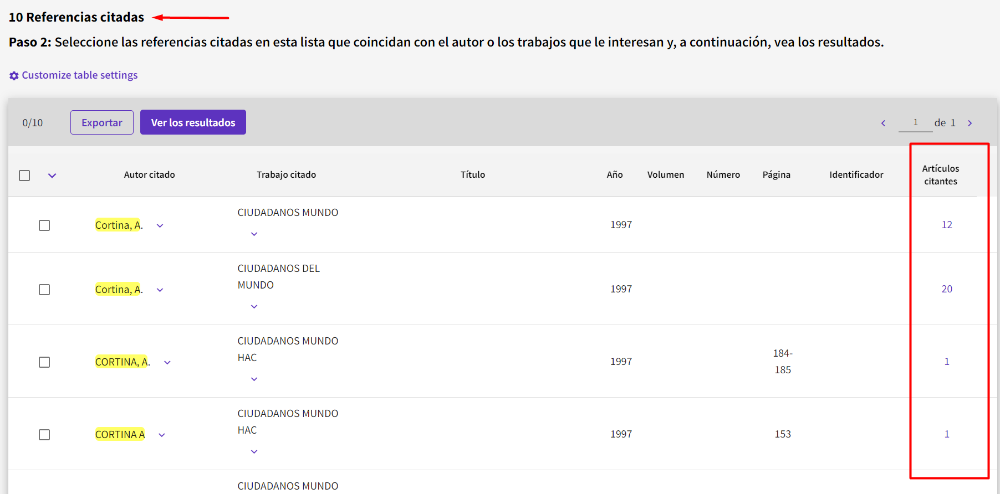 10 Referencias citadas
Paso 2: Seleccione las referencias citadas en esta lista que coincidan con el autor o los trabajos que le interesan y, a continuación, vea los resultados.
Customize table settings
0/10 Exportar Ver los resultados 1 de 1
Autor citado Trabajo citado Título Año Volumen Número Página Identificador Artículos
citantes
CIUDADANOS MUNDO
Cortina, A. 1997 12
CIUDADANOS DEL
MUNDO
Cortina, A. 1997 20
CIUDADANOS MUNDO
HAC
CORTINA, A. 1997 184-
185
1
CIUDADANOS MUNDO
HAC
CORTINA A 1997 153 1
CIUDADANOS MUNDO